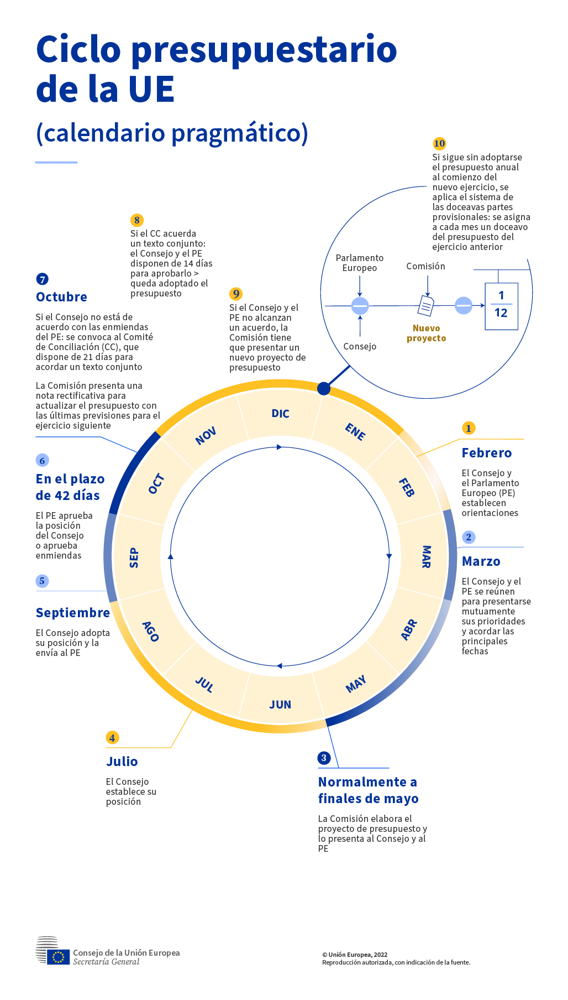 Ciclo presupuestario
de la UE
(calendario pragmático)
10
Si sigue sin adoptarse
el presupuesto anual
al comienzo del
nuevo ejercicio, se
aplica el sistema de
las doceavas partes
provisionales: se asigna
a cada mes un doceavo
del presupuesto del
ejercicio anterior
Parlamento
Europeo
Comisión
1
12
Nuevo
proyecto
Consejo
8
Si el CC acuerda
un texto conjunto:
el Consejo y el PE
disponen de 14 días
para aprobarlo >
queda adoptado el
presupuesto
9
Si el Consejo y el
PE no alcanzan
un acuerdo, la
Comisión tiene
que presentar un
nuevo proyecto de
presupuesto
7
Octubre
Si el Consejo no está de
acuerdo con las enmiendas
del PE: se convoca al Comité
de Conciliación (CC), que
dispone de 21 días para
acordar un texto conjunto
La Comisión presenta una
nota rectificativa para
actualizar el presupuesto con
las últimas previsiones para el
ejercicio siguiente
6
En el plazo
de 42 días
El PE aprueba
la posición
del Consejo
o aprueba
enmiendas
5
Septiembre
El Consejo adopta
su posición y la
envía al PE
DIC
ENE
FEB
MAR
ABR
MAY
JUN
JUL
AGO
SEP
OCT
NOV
1
Febrero
El Consejo y
el Parlamento
Europeo (PE)
establecen
orientaciones
2
Marzo
El Consejo y el
PE se reúnen
para presentarse
mutuamente
sus prioridades
y acordar las
principales
fechas
4
Julio
El Consejo
establece su
posición
3
Normalmente a
finales de mayo
La Comisión elabora el
proyecto de presupuesto y
lo presenta al Consejo y al
PE
Consejo de la Unión Europea
Secretaría General
© Unión Europea, 2022
Reproducción autorizada, con indicación de la fuente.